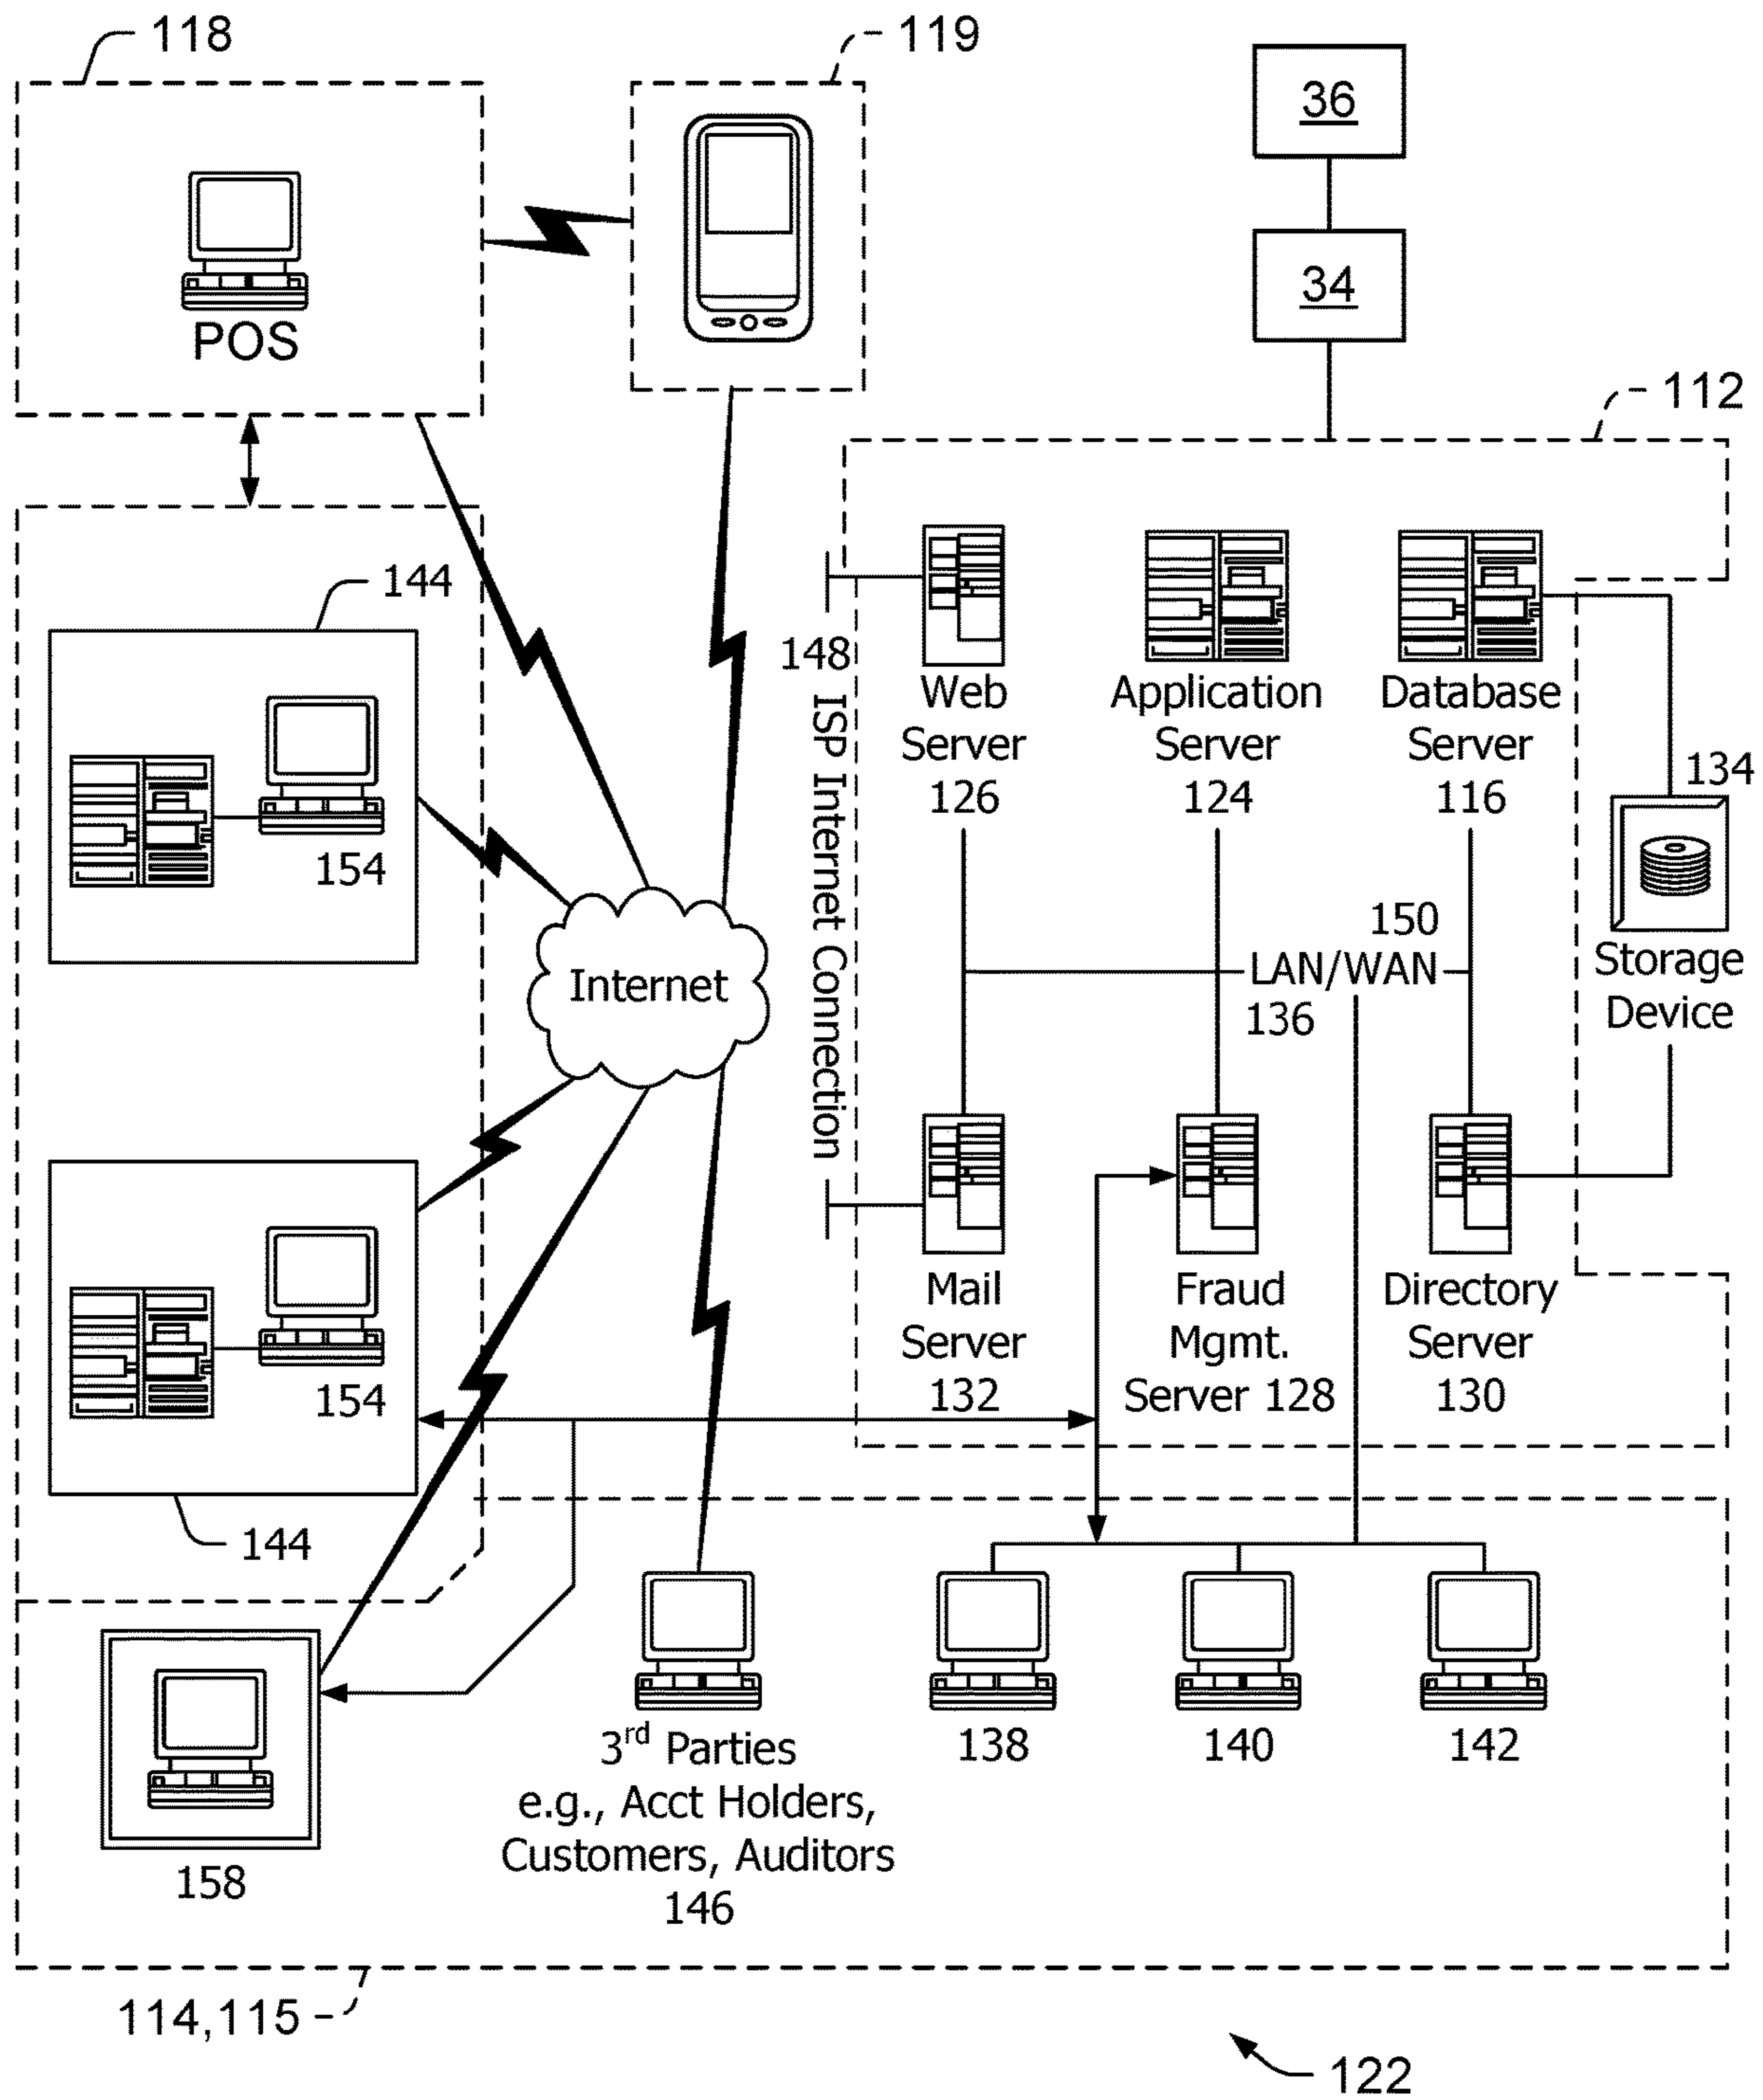 118
119
36
34
112
POS
144
148
ISP Internet Connection
Web
Server
126
Application
Server
124
Database
Server
116
134
Storage
Device
154
Internet
150
LAN/WAN
136
154
144
Mail
Server
132
Fraud
Mgmt.
Server 128
Directory
Server
130
158
3rd Parties
e.g., Acct Holders,
Customers, Auditors
146
138
140
142
114,115
122